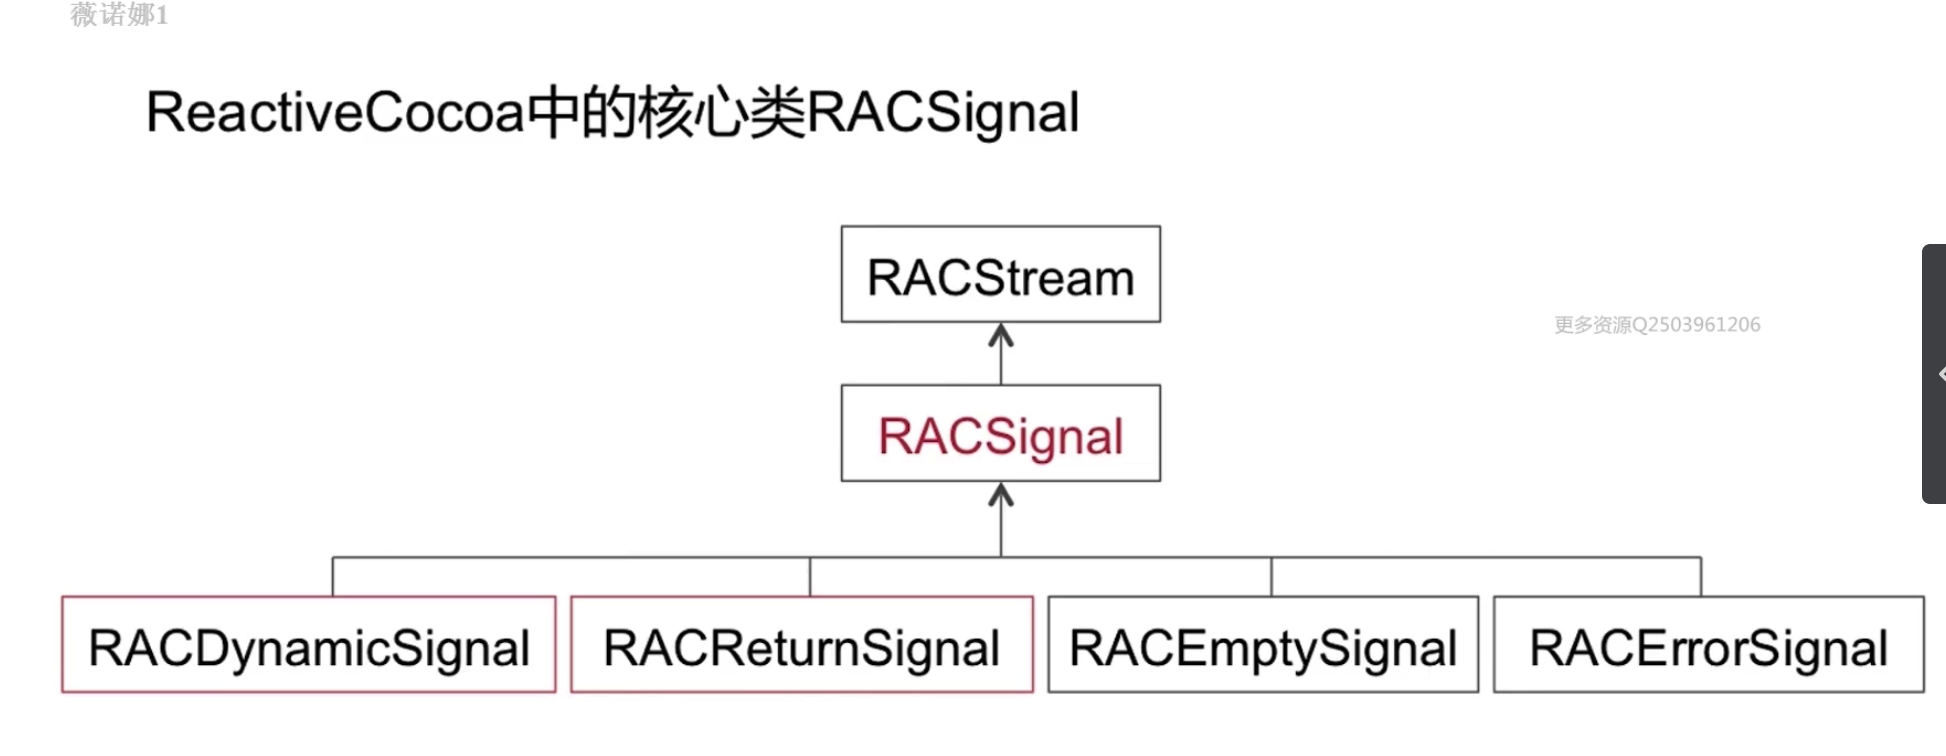 薇诺娜1
ReactiveCocoa中的核心类RACSignal
RACStream
更多资源Q2503961206
RACSignal
RACDynamicSignal
RACReturnSignal
RACEmptySignal
RACErrorSignal